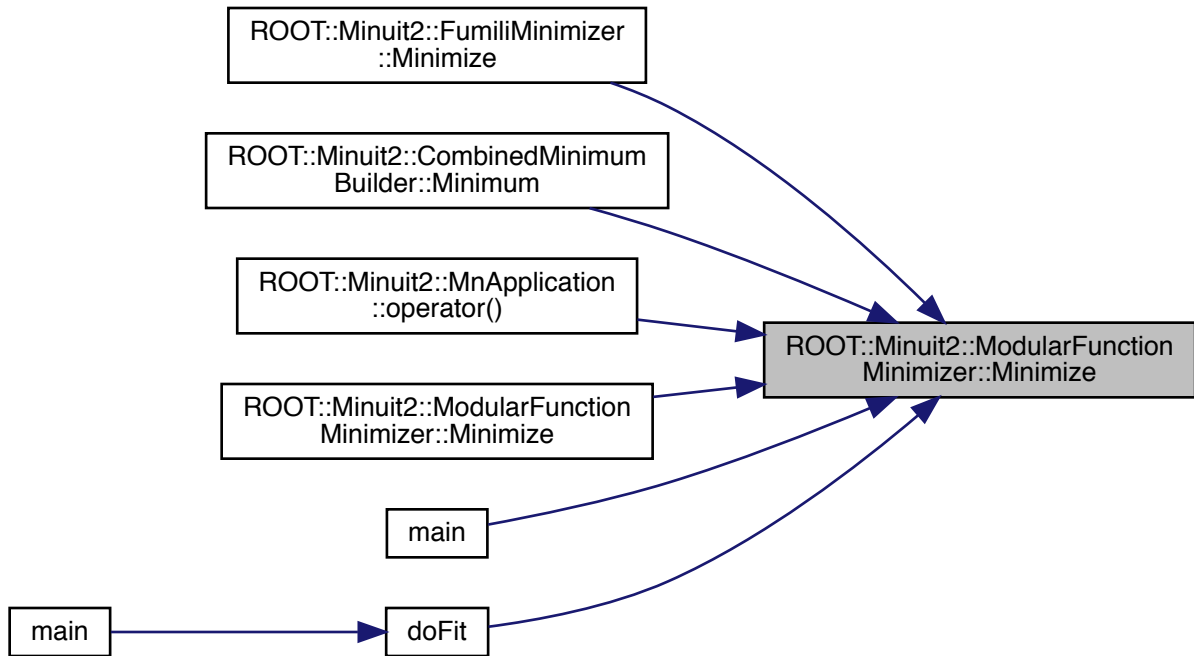 ROOT::Minuit2::FumiliMinimizer
::Minimize
ROOT::Minuit2::CombinedMinimum
Builder::Minimum
ROOT::Minuit2::MnApplication
::operator()
ROOT::Minuit2::ModularFunction
Minimizer::Minimize
ROOT::Minuit2::ModularFunction
Minimizer::Minimize
main
main
doFit